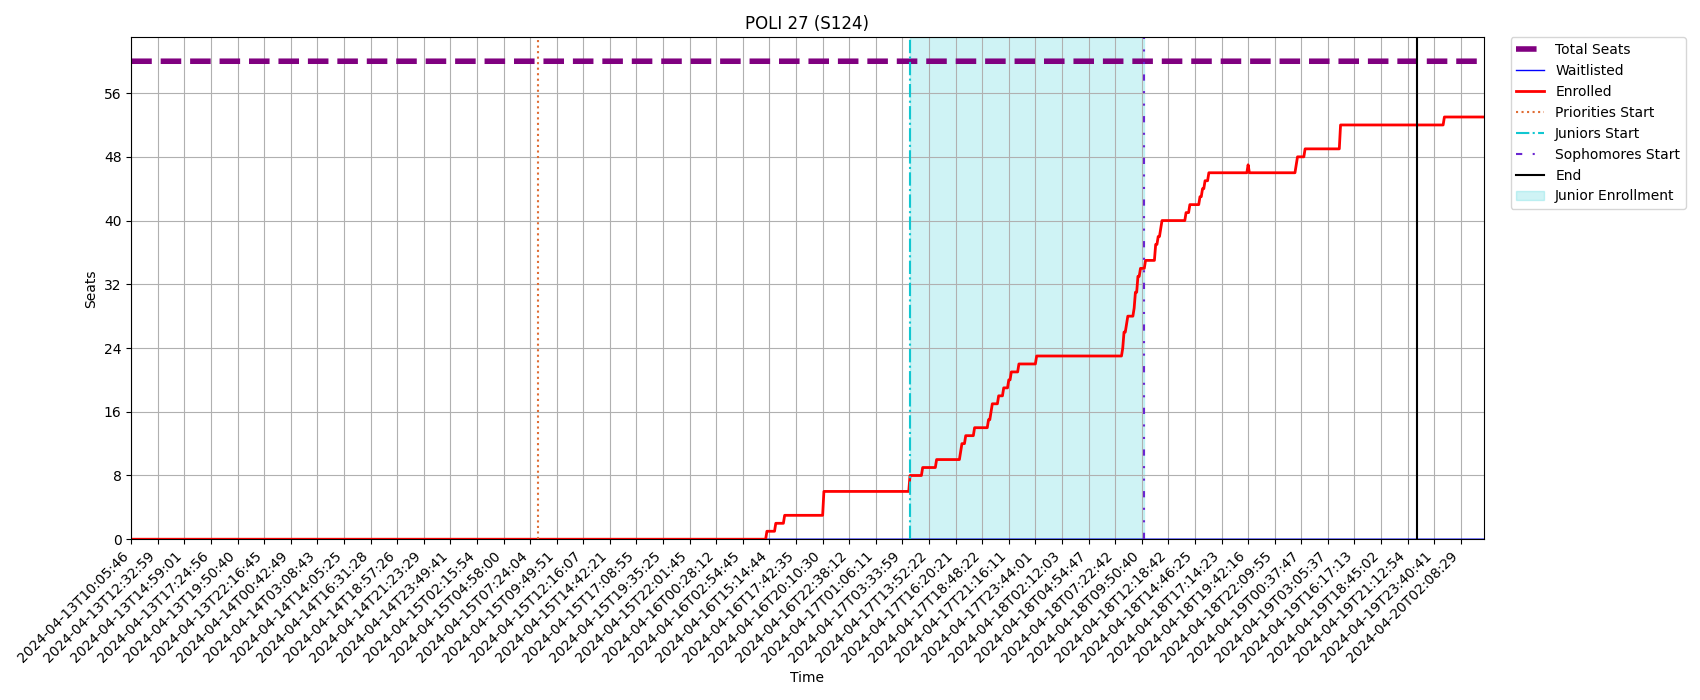 POLI 27 (S124)
Total Seats
Waitlisted
Enrolled
Priorities Start
Juniors Start
Sophomores Start
End
Junior Enrollment
Seats
56
48
40
32
24
16
8
0
2024-04-13T10:05:46
2024-04-13T12:32:59
2024-04-13T14:59:01
2024-04-13T17:24:56
2024-04-13T19:50:40
2024-04-13T22:16:45
2024-04-14T00:42:49
2024-04-14T03:08:43
2024-04-14T14:05:25
2024-04-14T16:31:28
2024-04-14T18:57:26
2024-04-14T21:23:29
2024-04-14T23:49:41
2024-04-15T02:15:54
2024-04-15T04:58:00
2024-04-15T07:24:04
2024-04-15T09:49:51
2024-04-15T12:16:07
2024-04-15T14:42:21
2024-04-15T17:08:55
2024-04-15T19:35:25
2024-04-15T22:01:45
2024-04-16T00:28:12
2024-04-16T02:54:45
2024-04-16T15:14:44
2024-04-16T17:42:35
2024-04-16T20:10:30
2024-04-16T22:38:12
2024-04-17T01:06:11
2024-04-17T03:33:59
2024-04-17T13:52:22
2024-04-17T16:20:21
2024-04-17T18:48:22
2024-04-17T21:16:11
2024-04-17T23:44:01
2024-04-18T02:12:03
2024-04-18T04:54:47
2024-04-18T07:22:42
2024-04-18T09:50:40
2024-04-18T12:18:42
2024-04-18T14:46:25
2024-04-18T17:14:23
2024-04-18T19:42:16
2024-04-18T22:09:55
2024-04-19T00:37:47
2024-04-19T03:05:37
2024-04-19T16:17:13
2024-04-19T18:45:02
2024-04-19T21:12:54
2024-04-19T23:40:41
2024-04-20T02:08:29
Time